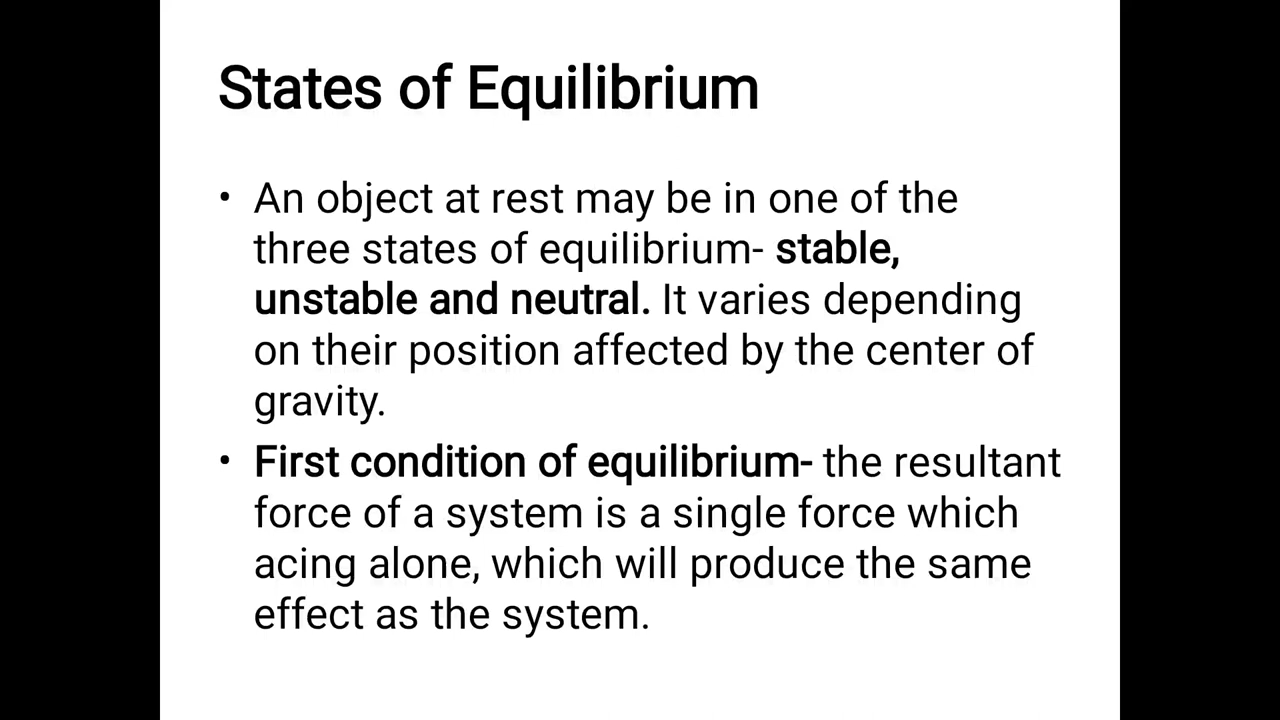 States of Equilibrium
• An object at rest may be in one of the
three states of equilibrium- stable,
unstable and neutral. It varies depending
on their position affected by the center of
gravity.
• First condition of equilibrium- the resultant
force of a system is a single force which
acing alone, which will produce the same
effect as the system.